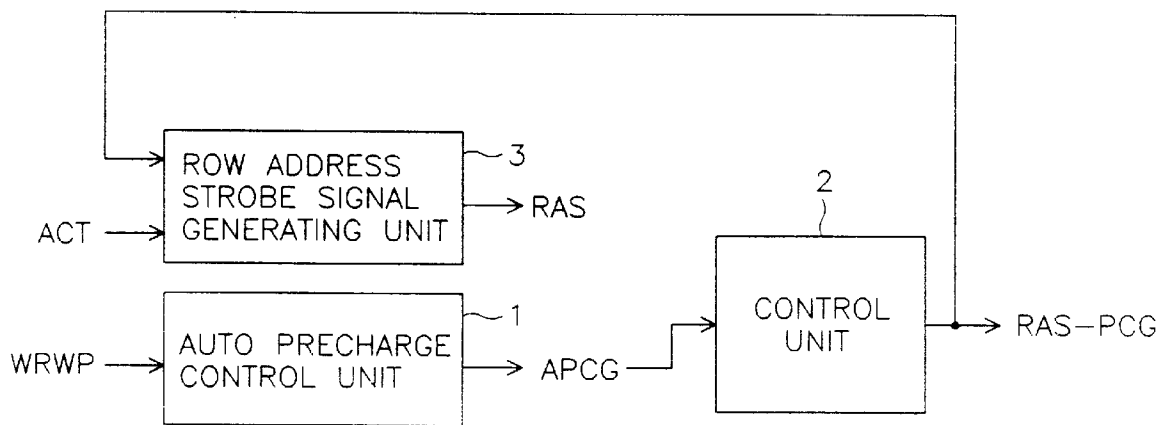 ROW ADDRESS
STROBE SIGNAL
GENERATING UNIT
3
RAS
ACT
2
CONTROL
UNIT
RAS-PCG
1
AUTO PRECHARGE
CONTROL UNIT
WRWP
APCG